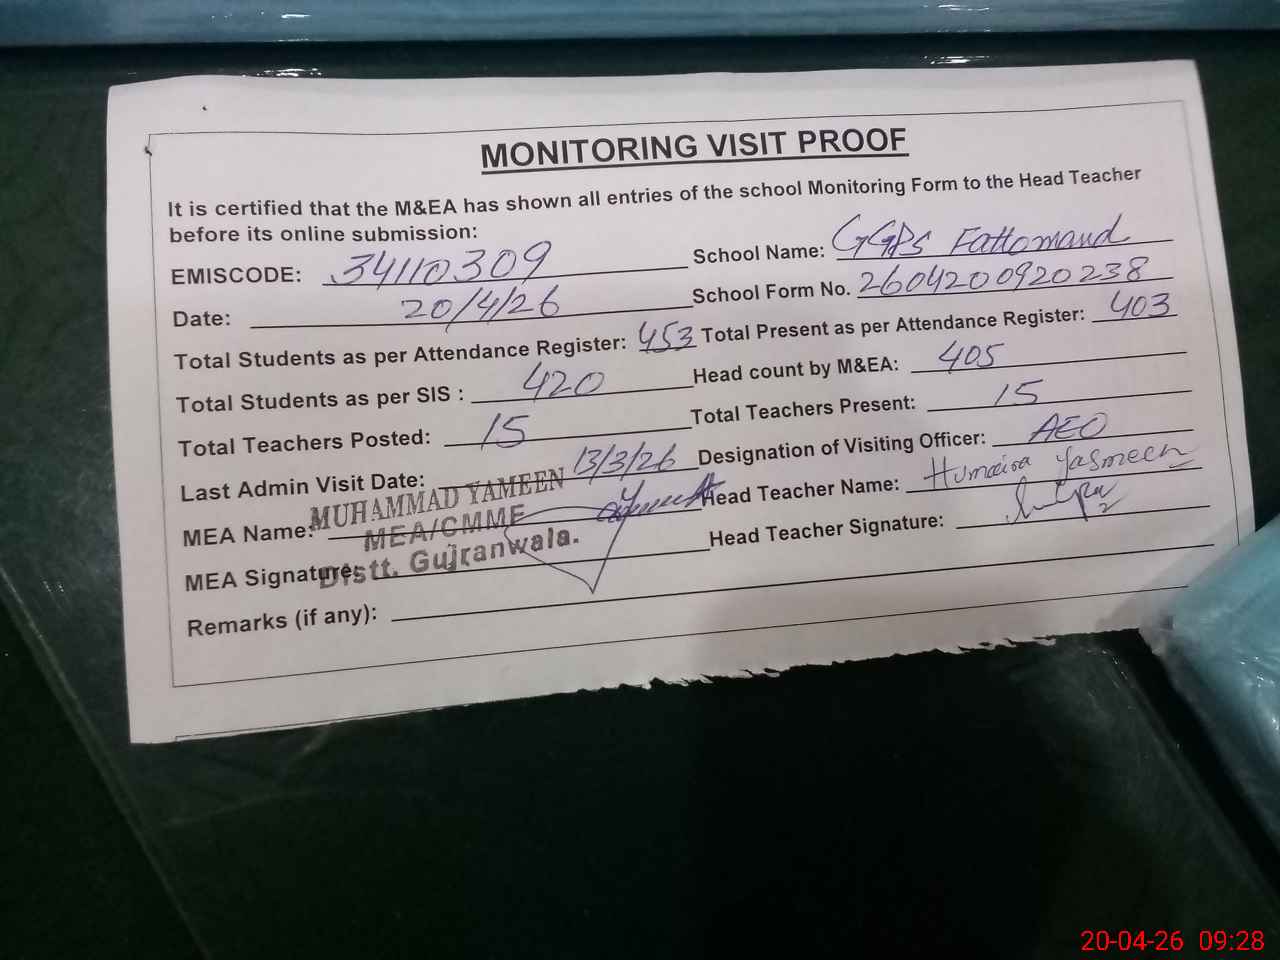 MONITORING VISIT PROOF
It is certified that the M&EA has shown all entries of the school Monitoring Form to the Head Teacher
before its online submission:
EMISCODE: 34110309 School Name: GGPS Fattomand
Date: 20/4/26 School Form No. 2604200920238
Total Students as per Attendance Register: 453 Total Present as per Attendance Register: 403
Total Students as per SIS : 420 Head count by M&EA: 405
Total Teachers Posted: 15 Total Teachers Present: 15
Last Admin Visit Date: 13/3/26 Designation of Visiting Officer: AEO
MEA Name: MUHAMMAD YAMEEN Head Teacher Name: Humaira Yasmeen
MEA/CMMF
MEA Signature: Distt. Gujranwala. Head Teacher Signature:
Remarks (if any):
20-04-26 09:28